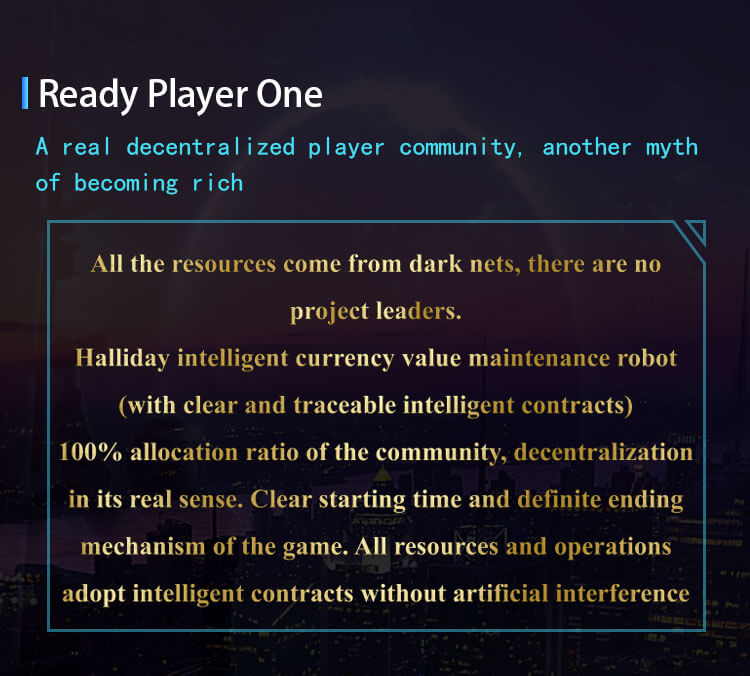 Ready Player One
A real decentralized player community, another myth
of becoming rich
All the resources come from dark nets, there are no
project leaders.
Halliday intelligent currency value maintenance robot
(with clear and traceable intelligent contracts)
100% allocation ratio of the community, decentralization
in its real sense. Clear starting time and definite ending
mechanism of the game. All resources and operations
adopt intelligent contracts without artificial interference